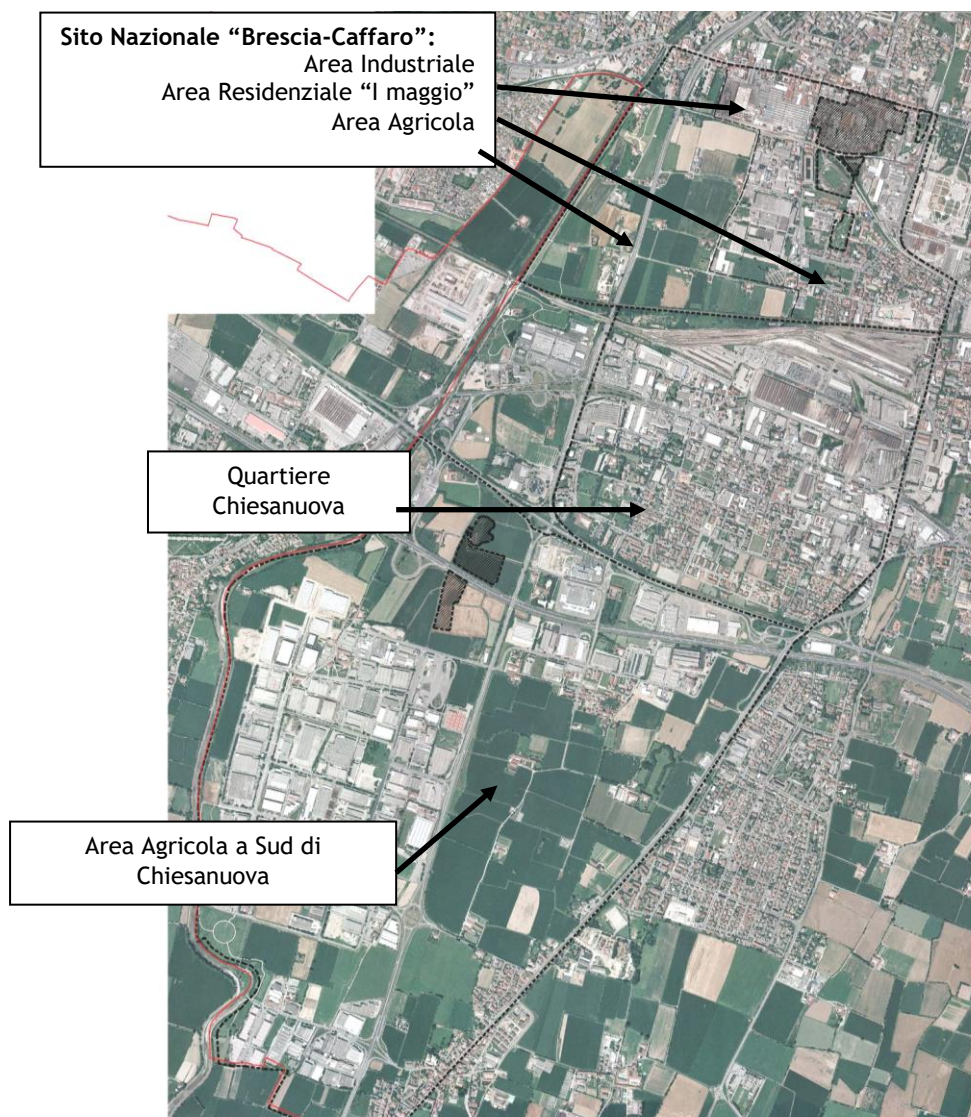 Sito Nazionale “Brescia-Caffaro”:
Area Industriale
Area Residenziale “I maggio”
Area Agricola
Quartiere
Chiesanuova
Area Agricola a Sud di
Chiesanuova